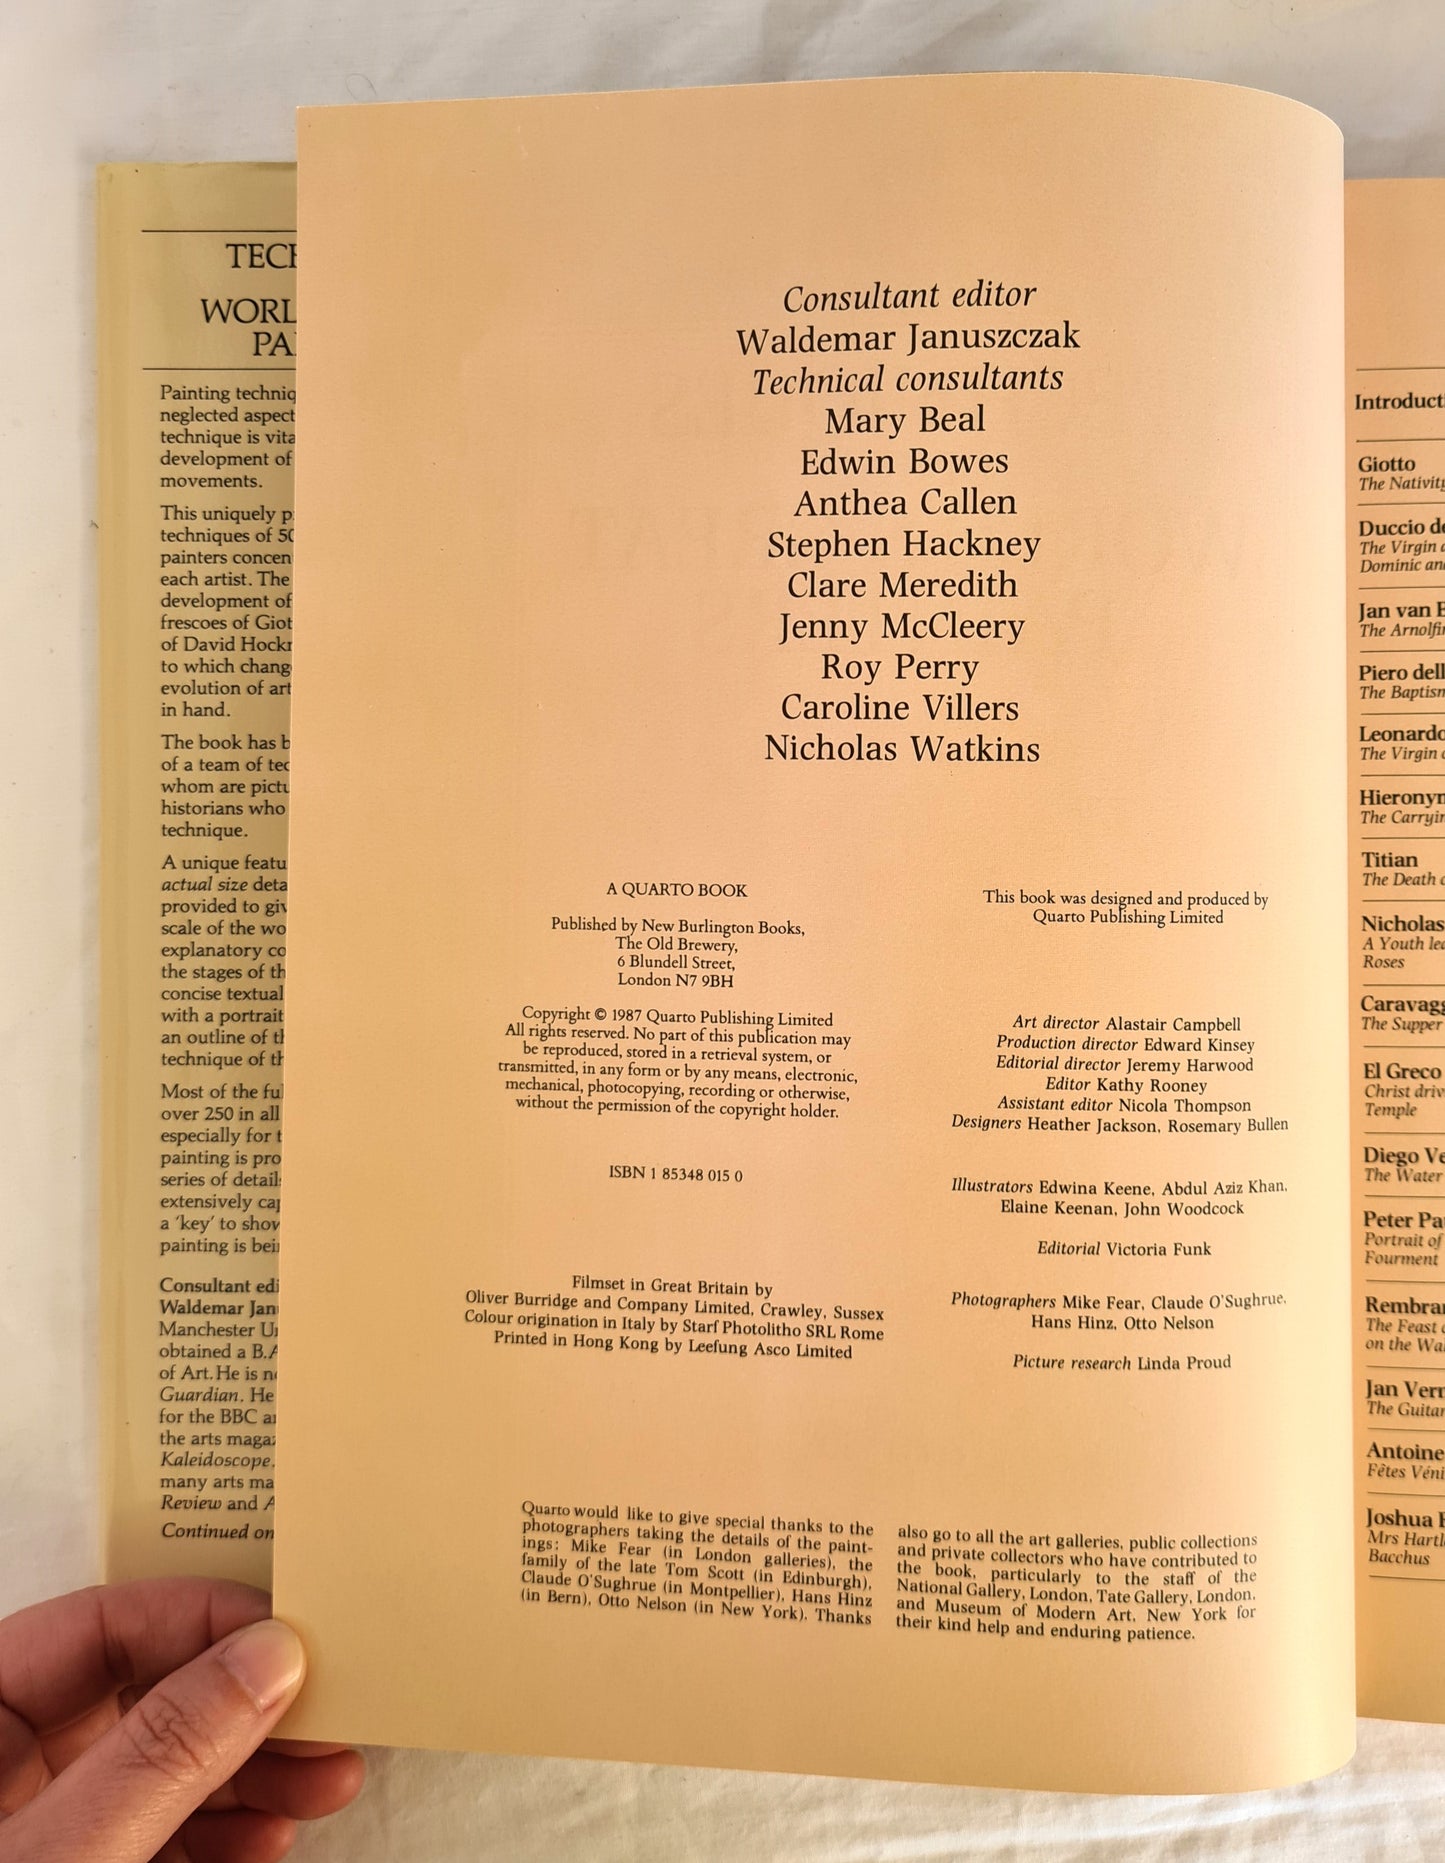 TECH
WORL
PA
Painting techniq
neglected aspect
technique is vita
development of
movements.
This uniquely p
techniques of 50
painters concen
each artist. The
development of
frescoes of Giot
of David Hockn
to which chang
evolution of art
in hand.
The book has b
of a team of tec
whom are pictu
historians who
technique.
A unique featu
actual size deta
provided to giv
scale of the wo
explanatory co
the stages of th
concise textual
with a portrait
an outline of th
technique of th
Most of the ful
over 250 in all
especially for t
painting is pro
series of detail
extensively cap
a 'key' to show
painting is bei
Consultant edi
Waldemar Jan
Manchester Un
obtained a B.A
of Art. He is n
Guardian. He
for the BBC a
the arts magaz
Kaleidoscope.
many arts ma
Review and A
Continued on
Consultant editor
Waldemar Januszczak
Technical consultants
Mary Beal
Edwin Bowes
Anthea Callen
Stephen Hackney
Clare Meredith
Jenny McCleery
Roy Perry
Caroline Villers
Nicholas Watkins
A QUARTO BOOK
Published by New Burlington Books,
The Old Brewery,
6 Blundell Street,
London N7 9BH
Copyright © 1987 Quarto Publishing Limited
All rights reserved. No part of this publication may
be reproduced, stored in a retrieval system, or
transmitted, in any form or by any means, electronic,
mechanical, photocopying, recording or otherwise,
without the permission of the copyright holder.
ISBN 1 85348 015 0
Filmset in Great Britain by
Oliver Burridge and Company Limited, Crawley, Sussex
Colour origination in Italy by Starf Photolitho SRL Rome
Printed in Hong Kong by Leefung Asco Limited
This book was designed and produced by
Quarto Publishing Limited
Art director Alastair Campbell
Production director Edward Kinsey
Editorial director Jeremy Harwood
Editor Kathy Rooney
Assistant editor Nicola Thompson
Designers Heather Jackson, Rosemary Bullen
Illustrators Edwina Keene, Abdul Aziz Khan,
Elaine Keenan, John Woodcock
Editorial Victoria Funk
Photographers Mike Fear, Claude O'Sughrue,
Hans Hinz, Otto Nelson
Picture research Linda Proud
Quarto would like to give special thanks to the
photographers taking the details of the paint-
ings: Mike Fear (in London galleries), the
family of the late Tom Scott (in Edinburgh),
Claude O'Sughrue (in Montpellier), Hans Hinz
(in Bern), Otto Nelson (in New York). Thanks
also go to all the art galleries, public collections
and private collectors who have contributed to
the book, particularly to the staff of the
National Gallery, London, Tate Gallery, London,
and Museum of Modern Art, New York for
their kind help and enduring patience.
Introducti
Giotto
The Nativity
Duccio de
The Virgin a
Dominic an
Jan van E
The Arnolfin
Piero dell
The Baptism
Leonardo
The Virgin o
Hieronym
The Carryin
Titian
The Death o
Nicholas
A Youth lea
Roses
Caravagg
The Supper
El Greco
Christ driv
Temple
Diego Ve
The Water
Peter Pau
Portrait of
Fourment
Rembran
The Feast o
on the Wal
Jan Verm
The Guitar
Antoine
Fêtes Véni
Joshua R
Mrs Hartl
Bacchus